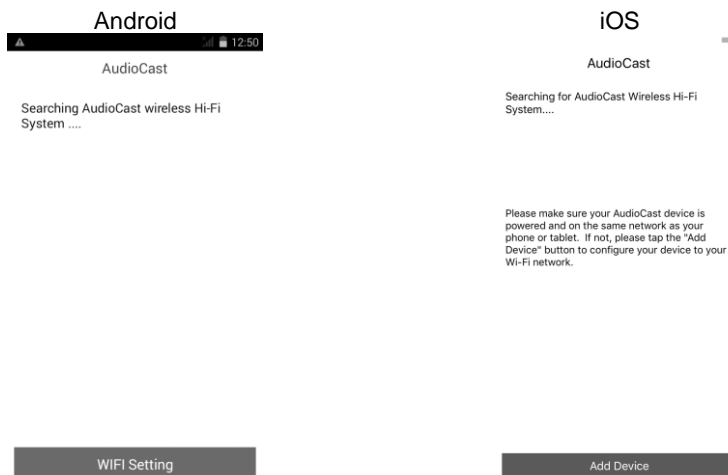 Android
12:50
AudioCast
Searching AudioCast wireless Hi-Fi
System ....
WIFI Setting
iOS
AudioCast
Searching for AudioCast Wireless Hi-Fi
System....
Please make sure your AudioCast device is
powered and on the same network as your
phone or tablet. If not, please tap the "Add
Device" button to configure your device to your
Wi-Fi network.
Add Device